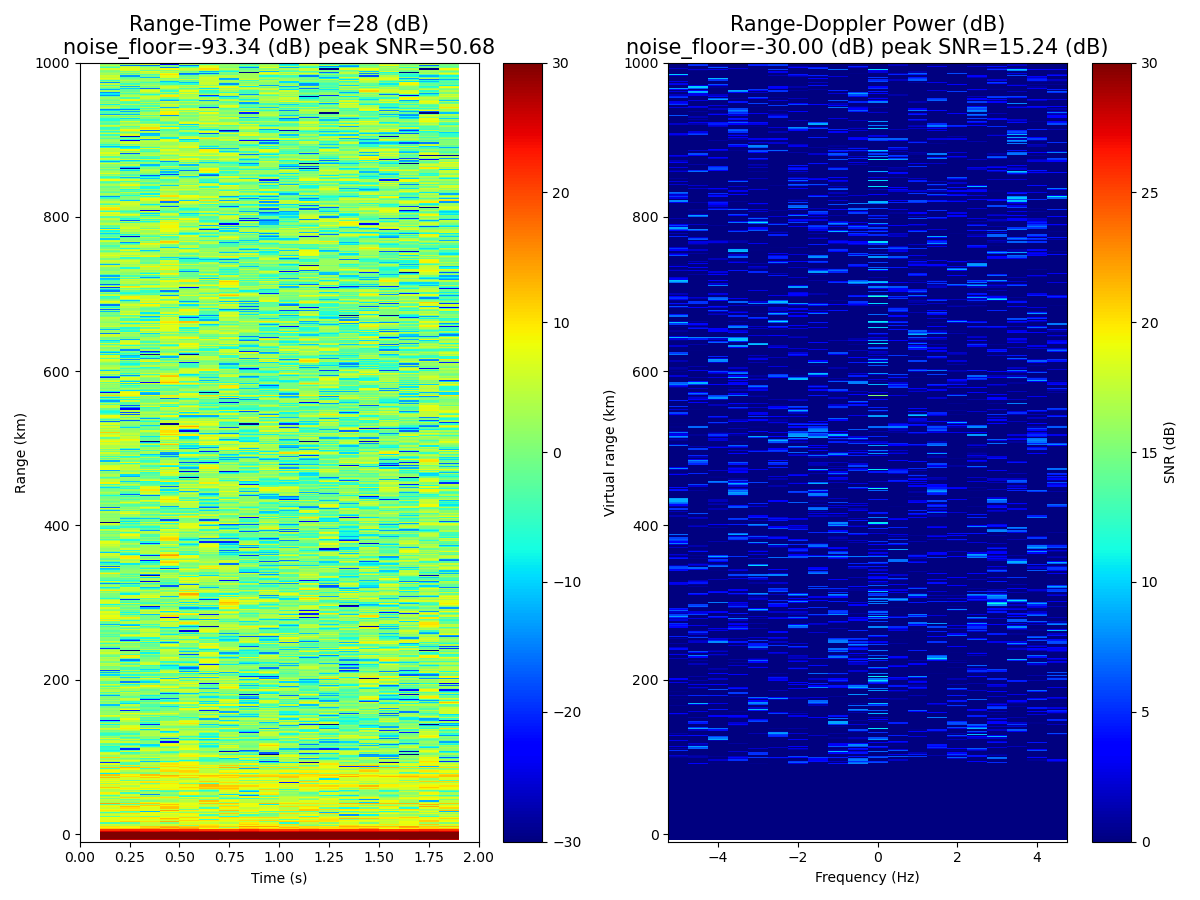 Range-Time Power f=28 (dB)
noise_floor=-93.34 (dB) peak SNR=50.68
Range-Doppler Power (dB)
noise_floor=-30.00 (dB) peak SNR=15.24 (dB)
1000
800
600
400
200
0
Range (km)
0.00 0.25 0.50 0.75 1.00 1.25 1.50 1.75 2.00
Time (s)
30
20
10
0
−10
−20
−30
1000
800
600
400
200
0
Virtual range (km)
−4 −2 0 2 4
Frequency (Hz)
30
25
20
15
10
5
0
SNR (dB)